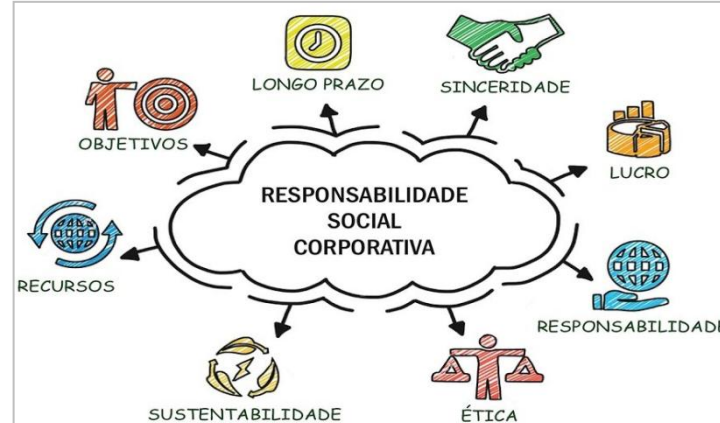 LONGO PRAZO
SINCERIDADE
OBJETIVOS
LUCRO
RESPONSABILIDADE
SOCIAL
CORPORATIVA
RECURSOS
RESPONSABILIDADE
SUSTENTABILIDADE
ÉTICA